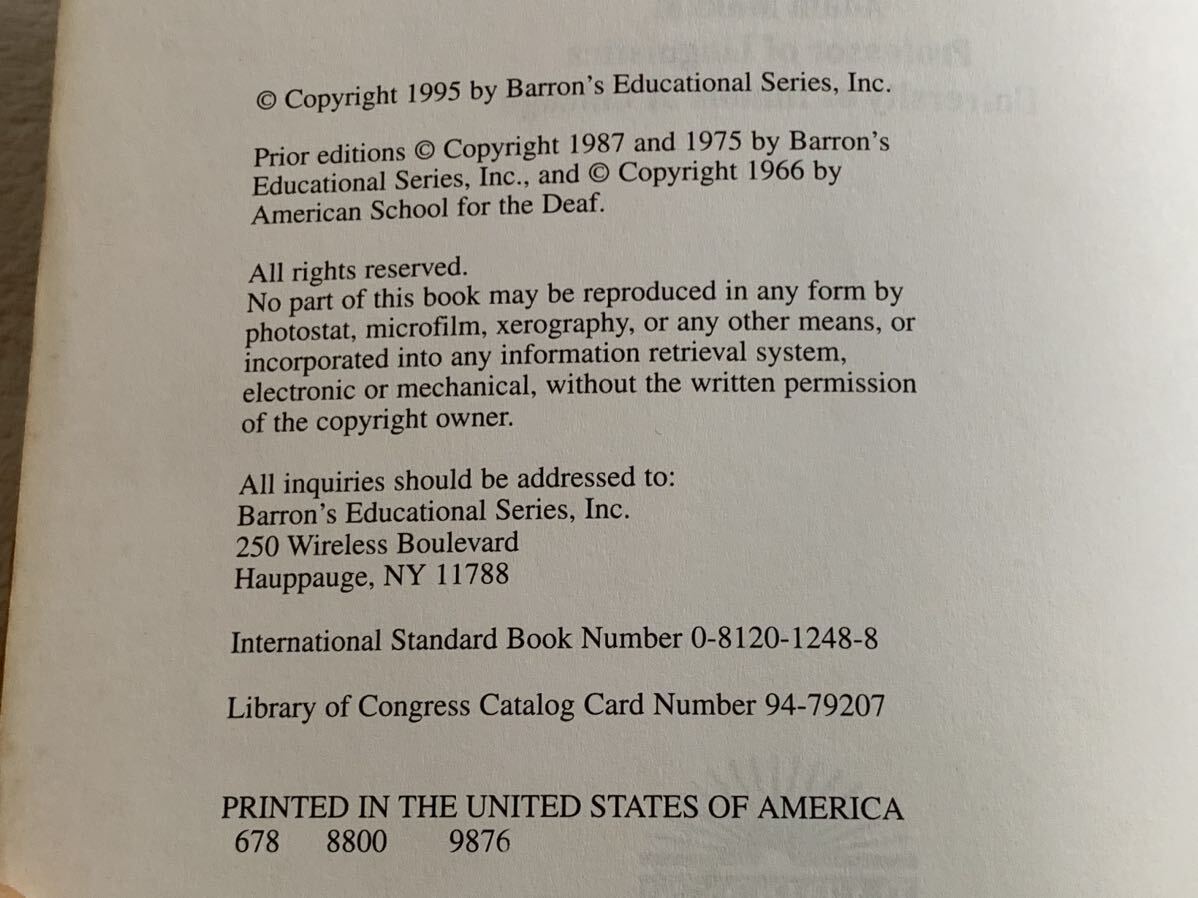 © Copyright 1995 by Barron's Educational Series, Inc.
Prior editions © Copyright 1987 and 1975 by Barron's
Educational Series, Inc., and © Copyright 1966 by
American School for the Deaf.
All rights reserved.
No part of this book may be reproduced in any form by
photostat, microfilm, xerography, or any other means, or
incorporated into any information retrieval system,
electronic or mechanical, without the written permission
of the copyright owner.
All inquiries should be addressed to:
Barron's Educational Series, Inc.
250 Wireless Boulevard
Hauppauge, NY 11788
International Standard Book Number 0-8120-1248-8
Library of Congress Catalog Card Number 94-79207
PRINTED IN THE UNITED STATES OF AMERICA
678 8800 9876